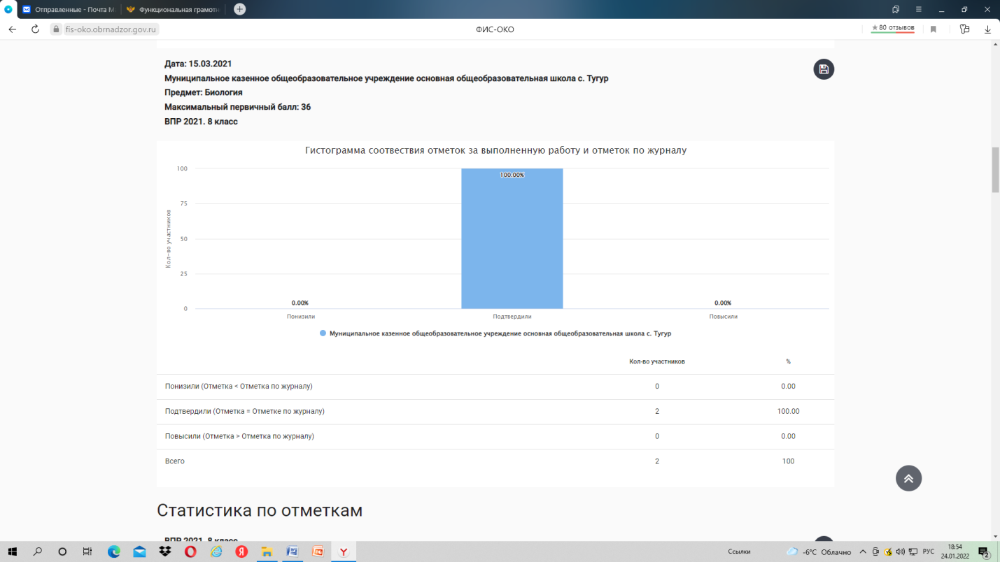 Отправленные - Почта M
Функциональная грамотн
fis-oko.obrnadzor.gov.ru
ФИС-ОКО
★ 80 отзывов
Дата: 15.03.2021
Муниципальное казенное общеобразовательное учреждение основная общеобразовательная школа с. Тугур
Предмет: Биология
Максимальный первичный балл: 36
ВПР 2021. 8 класс
Гистограмма соотвествия отметок за выполненную работу и отметок по журналу
Кол-во участников
100
75
50
25
0
0.00%
100.00%
0.00%
Понизили
Подтвердили
Повысили
Муниципальное казенное общеобразовательное учреждение основная общеобразовательная школа с. Тугур
Кол-во участников %
Понизили (Отметка < Отметка по журналу) 0 0.00
Подтвердили (Отметка = Отметке по журналу) 2 100.00
Повысили (Отметка > Отметка по журналу) 0 0.00
Всего 2 100
Статистика по отметкам
ВПР 2021. 8 класс
Ссылки
-6°C Облачно
РУС
18:54
24.01.2022
2